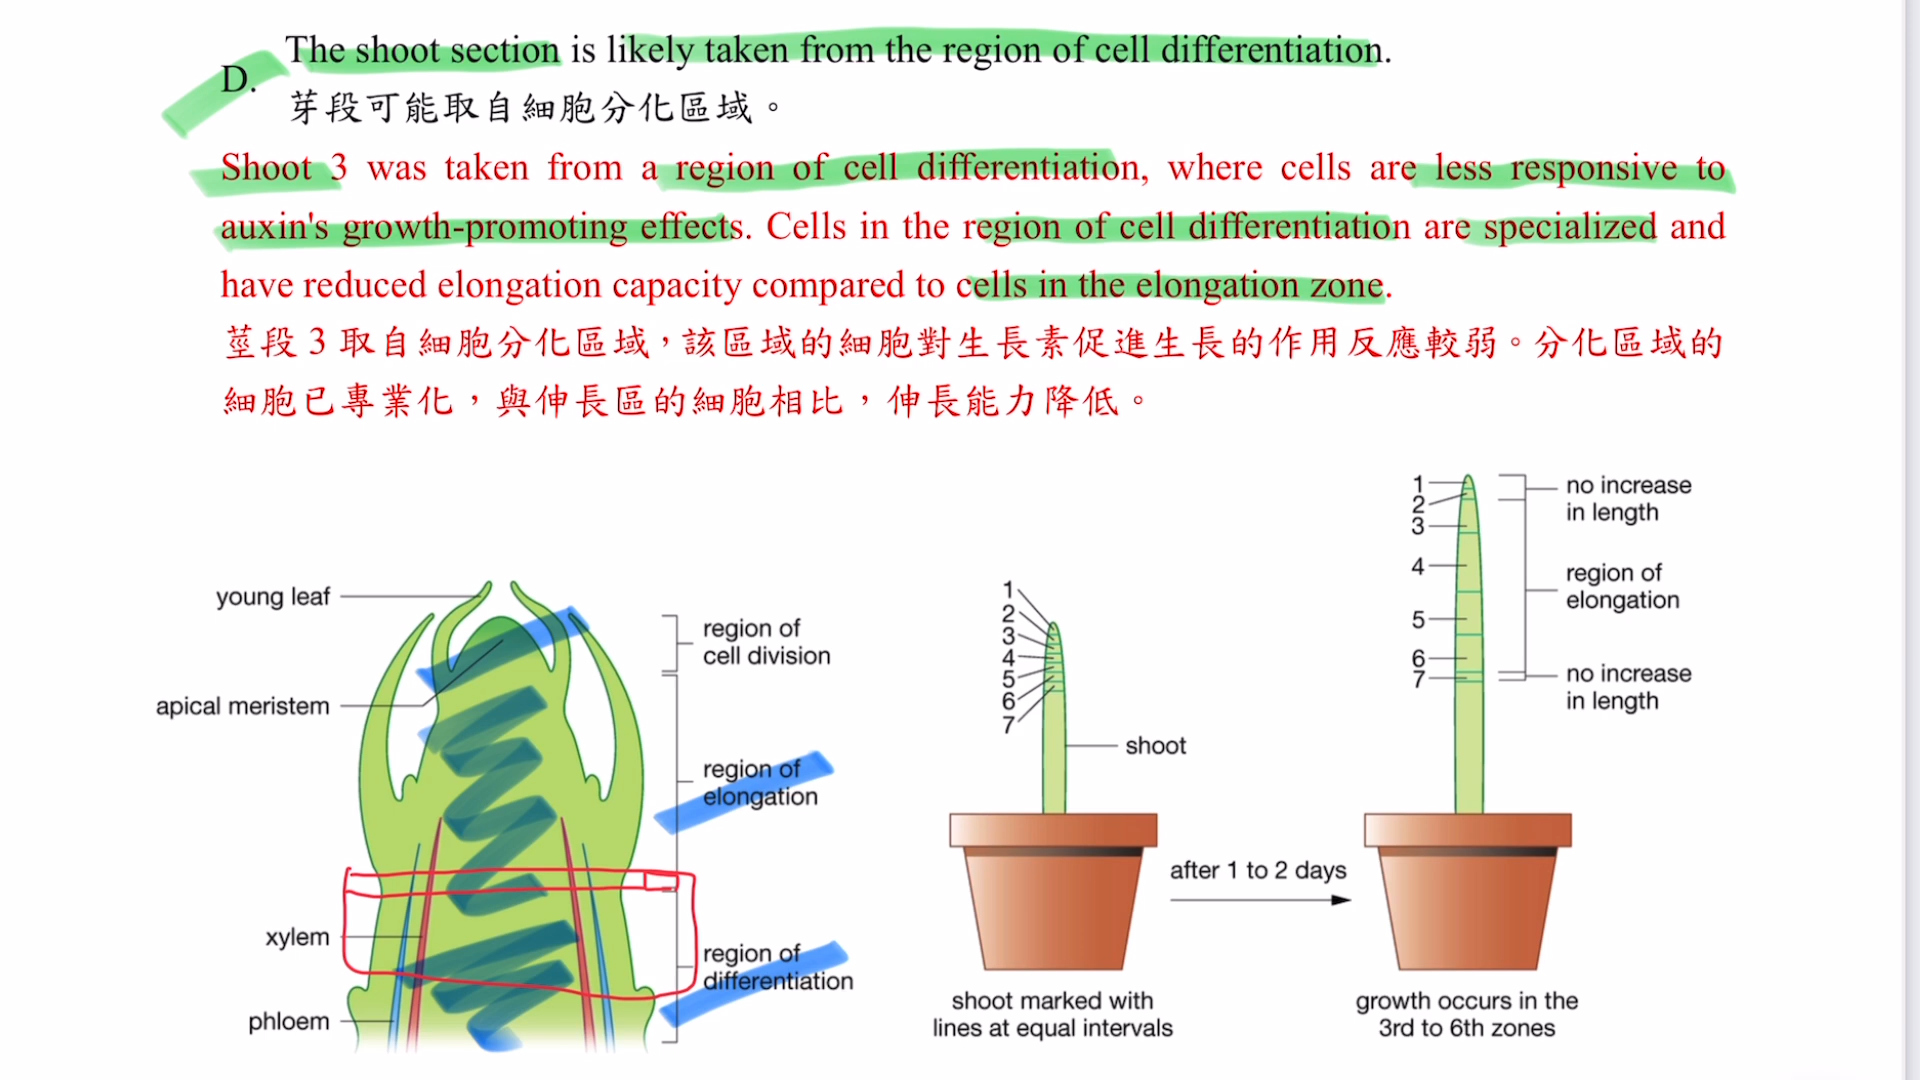 The shoot section is likely taken from the region of cell differentiation.
D.
芽段可能取自細胞分化區域。
Shoot 3 was taken from a region of cell differentiation, where cells are less responsive to
auxin's growth-promoting effects. Cells in the region of cell differentiation are specialized and
have reduced elongation capacity compared to cells in the elongation zone.
莖段 3 取自細胞分化區域，該區域的細胞對生長素促進生長的作用反應較弱。分化區域的
細胞已專業化，與伸長區的細胞相比，伸長能力降低。
young leaf
apical meristem
xylem
phloem
region of
cell division
region of
elongation
region of
differentiation
1
2
3
4
5
6
7
shoot
shoot marked with
lines at equal intervals
after 1 to 2 days
1
2
3
4
5
6
7
no increase
in length
region of
elongation
no increase
in length
growth occurs in the
3rd to 6th zones